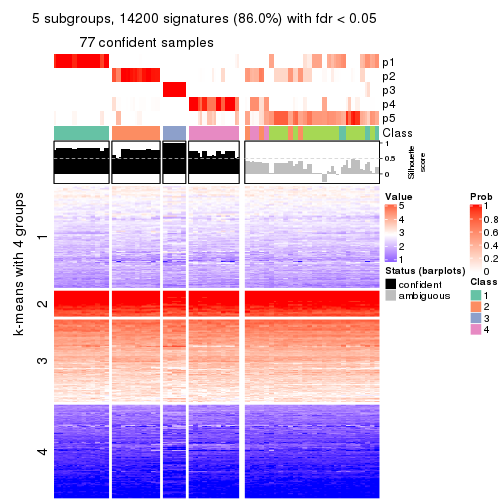 5 subgroups, 14200 signatures (86.0%) with fdr < 0.05
77 confident samples
p1
p2
p3
p4
p5
Class
1
0.5
0
Silhouette
score
k-means with 4 groups
1
2
3
4
Value
5
4
3
2
1
Status (barplots)
confident
ambiguous
Prob
1
0.8
0.6
0.4
0.2
0
Class
1
2
3
4